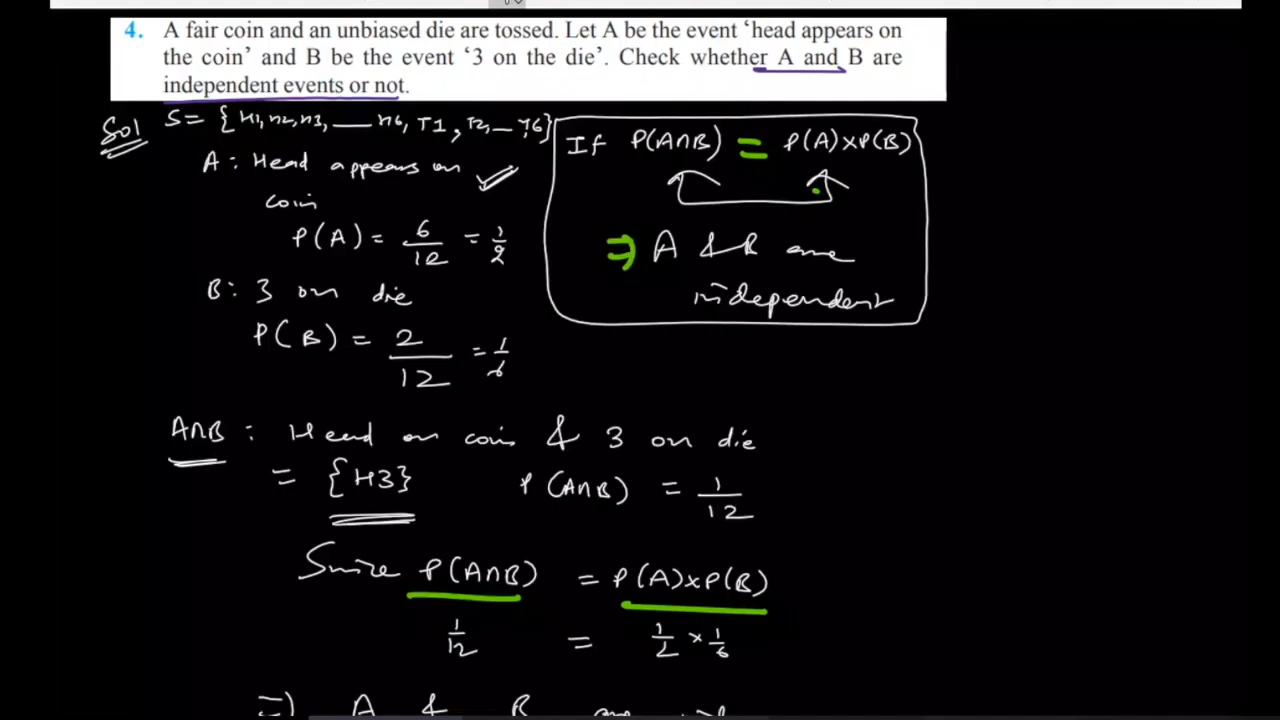 4. A fair coin and an unbiased die are tossed. Let A be the event ‘head appears on
the coin’ and B be the event ‘3 on the die’. Check whether A and B are
independent events or not.
Sol S = {H1, H2, H3, __ H6, T1, T2, _ T6}
A : Head appears on
coin
P(A) = 6/12 = 1/2
B : 3 on die
P(B) = 2/12 = 1/6
If P(A∩B) = P(A)×P(B)
⇒ A & B are
independent
A∩B : Head on coin & 3 on die
= {H3} P(A∩B) = 1/12
Since P(A∩B) = P(A)×P(B)
1/12 = 1/2 × 1/6
⇒ A & B are